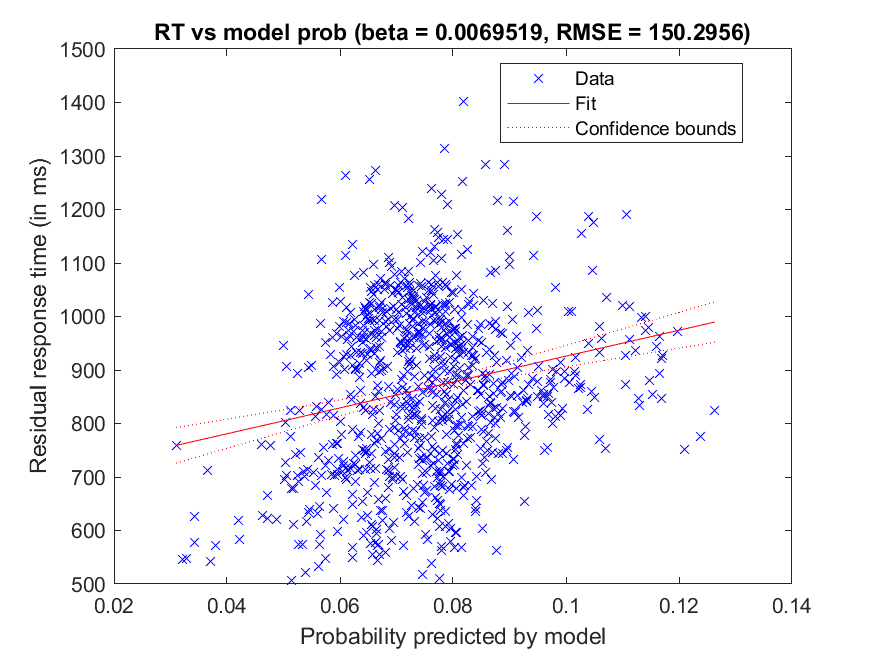 RT vs model prob (beta = 0.0069519, RMSE = 150.2956)
1500
1400
1300
1200
1100
1000
900
800
700
600
500
Residual response time (in ms)
Data
Fit
Confidence bounds
0.02 0.04 0.06 0.08 0.1 0.12 0.14
Probability predicted by model